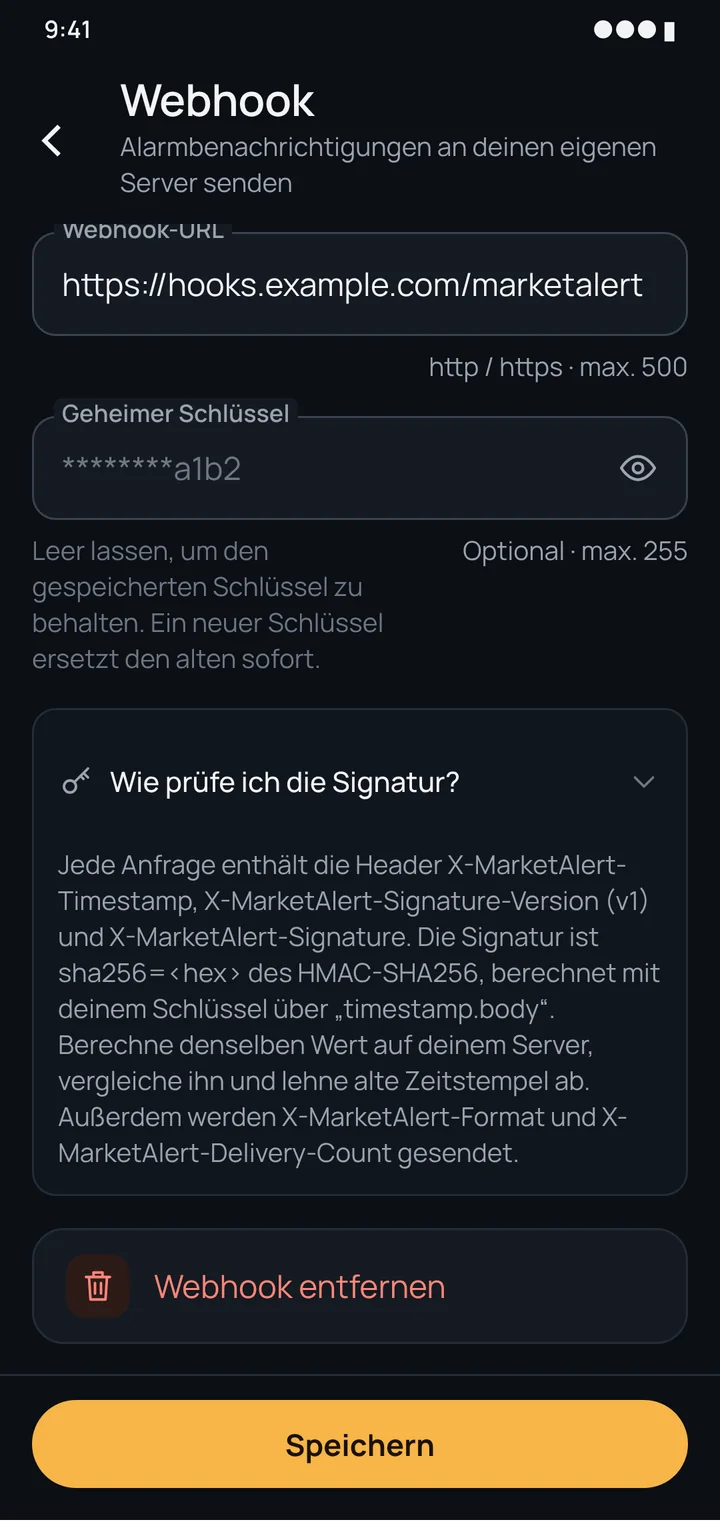 9:41
Webhook
Alarmbenachrichtigungen an deinen eigenen
Server senden
Webhook-URL
https://hooks.example.com/marketalert
http / https · max. 500
Geheimer Schlüssel
********a1b2
Leer lassen, um den
gespeicherten Schlüssel zu
behalten. Ein neuer Schlüssel
ersetzt den alten sofort.
Optional · max. 255
Wie prüfe ich die Signatur?
Jede Anfrage enthält die Header X-MarketAlert-
Timestamp, X-MarketAlert-Signature-Version (v1)
und X-MarketAlert-Signature. Die Signatur ist
sha256=<hex> des HMAC-SHA256, berechnet mit
deinem Schlüssel über „timestamp.body“.
Berechne denselben Wert auf deinem Server,
vergleiche ihn und lehne alte Zeitstempel ab.
Außerdem werden X-MarketAlert-Format und X-
MarketAlert-Delivery-Count gesendet.
Webhook entfernen
Speichern